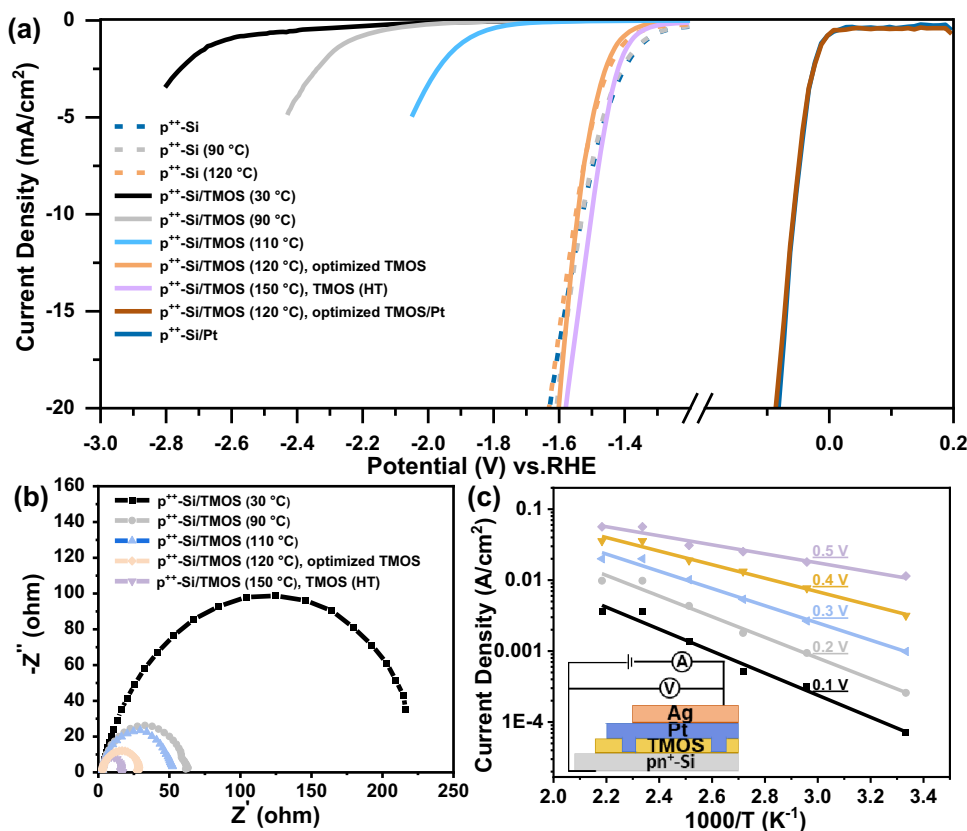 (a)
Current Density (mA/cm²)
0
-5
-10
-15
-20
p⁺⁺-Si
p⁺⁺-Si (90 °C)
p⁺⁺-Si (120 °C)
p⁺⁺-Si/TMOS (30 °C)
p⁺⁺-Si/TMOS (90 °C)
p⁺⁺-Si/TMOS (110 °C)
p⁺⁺-Si/TMOS (120 °C), optimized TMOS
p⁺⁺-Si/TMOS (150 °C), TMOS (HT)
p⁺⁺-Si/TMOS (120 °C), optimized TMOS/Pt
p⁺⁺-Si/Pt
-3.0 -2.8 -2.6 -2.4 -2.2 -2.0 -1.8 -1.6 -1.4 0.0 0.2
Potential (V) vs.RHE
(b)
-Z" (ohm)
160
140
120
100
80
60
40
20
0
p⁺⁺-Si/TMOS (30 °C)
p⁺⁺-Si/TMOS (90 °C)
p⁺⁺-Si/TMOS (110 °C)
p⁺⁺-Si/TMOS (120 °C), optimized TMOS
p⁺⁺-Si/TMOS (150 °C), TMOS (HT)
0 50 100 150 200 250
Z' (ohm)
(c)
Current Density (A/cm²)
0.1
0.01
0.001
1E-4
0.5 V
0.4 V
0.3 V
0.2 V
0.1 V
A
V
Ag
Pt
TMOS
pn⁺-Si
2.0 2.2 2.4 2.6 2.8 3.0 3.2 3.4
1000/T (K⁻¹)